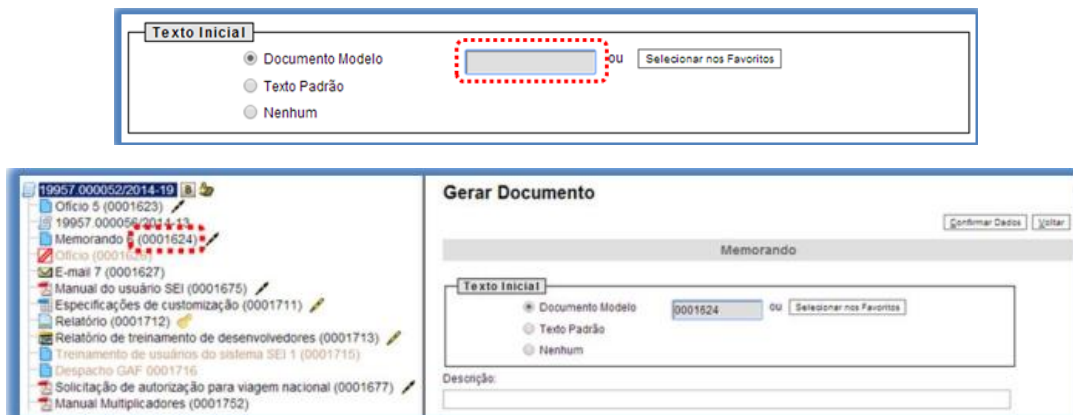 Texto Inicial
Documento Modelo ou Selecionar nos Favoritos
Texto Padrão
Nenhum
19957.000052/2014-19
Ofício 5 (0001623)
19957.000056/2014-13
Memorando (0001624)
Ofício
E-mail 7 (0001627)
Manual do usuário SEI (0001675)
Especificações de customização (0001711)
Relatório (0001712)
Relatório de treinamento de desenvolvedores (0001713)
Treinamento de usuários do sistema SEI 1 (0001715)
Despacho GAF 0001716
Solicitação de autorização para viagem nacional (0001677)
Manual Multiplicadores (0001752)
Gerar Documento
Confirmar Dados Voltar
Memorando
Texto Inicial
Documento Modelo 0001624 ou Selecionar nos Favoritos
Texto Padrão
Nenhum
Descrição: